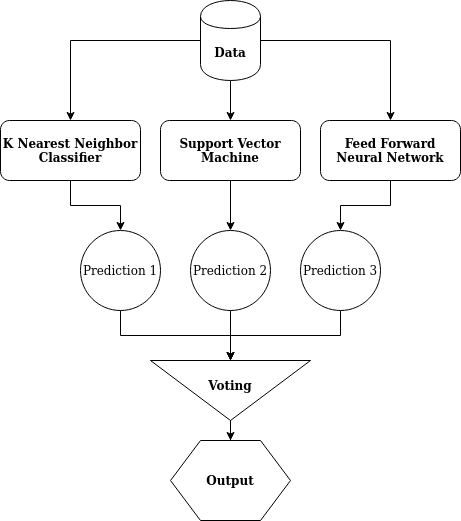 Data
K Nearest Neighbor
Classifier
Support Vector
Machine
Feed Forward
Neural Network
Prediction 1
Prediction 2
Prediction 3
Voting
Output